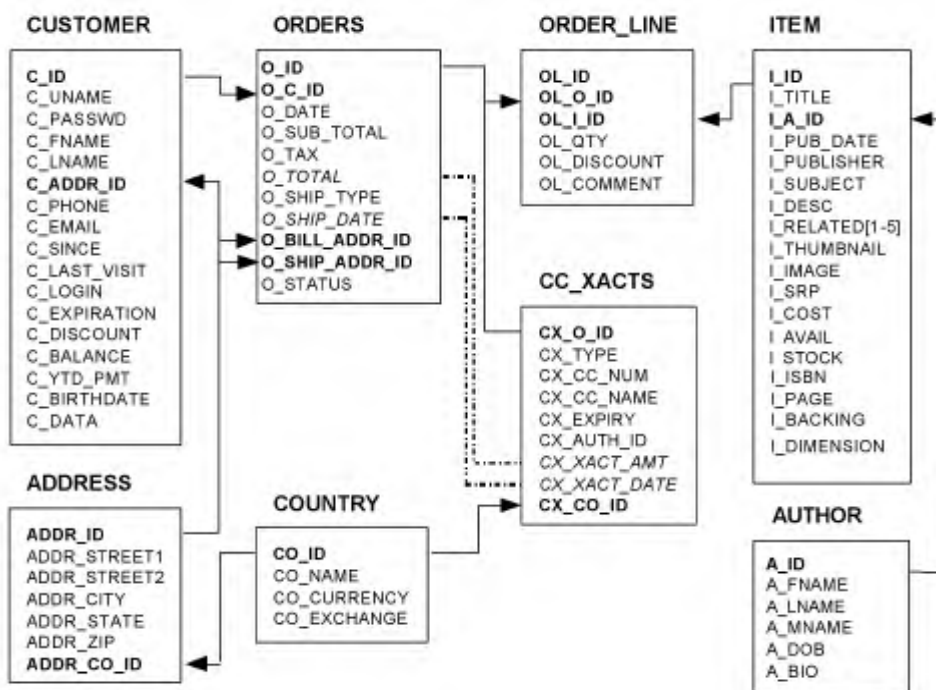 CUSTOMER
C_ID
C_UNAME
C_PASSWD
C_FNAME
C_LNAME
C_ADDR_ID
C_PHONE
C_EMAIL
C_SINCE
C_LAST_VISIT
C_LOGIN
C_EXPIRATION
C_DISCOUNT
C_BALANCE
C_YTD_PMT
C_BIRTHDATE
C_DATA
ORDERS
O_ID
O_C_ID
O_DATE
O_SUB_TOTAL
O_TAX
O_TOTAL
O_SHIP_TYPE
O_SHIP_DATE
O_BILL_ADDR_ID
O_SHIP_ADDR_ID
O_STATUS
ORDER_LINE
OL_ID
OL_O_ID
OL_I_ID
OL_QTY
OL_DISCOUNT
OL_COMMENT
ITEM
I_ID
I_TITLE
I_A_ID
I_PUB_DATE
I_PUBLISHER
I_SUBJECT
I_DESC
I_RELATED[1-5]
I_THUMBNAIL
I_IMAGE
I_SRP
I_COST
I_AVAIL
I_STOCK
I_ISBN
I_PAGE
I_BACKING
I_DIMENSION
CC_XACTS
CX_O_ID
CX_TYPE
CX_CC_NUM
CX_CC_NAME
CX_EXPIRY
CX_AUTH_ID
CX_XACT_AMT
CX_XACT_DATE
CX_CO_ID
ADDRESS
ADDR_ID
ADDR_STREET1
ADDR_STREET2
ADDR_CITY
ADDR_STATE
ADDR_ZIP
ADDR_CO_ID
COUNTRY
CO_ID
CO_NAME
CO_CURRENCY
CO_EXCHANGE
AUTHOR
A_ID
A_FNAME
A_LNAME
A_MNAME
A_DOB
A_BIO